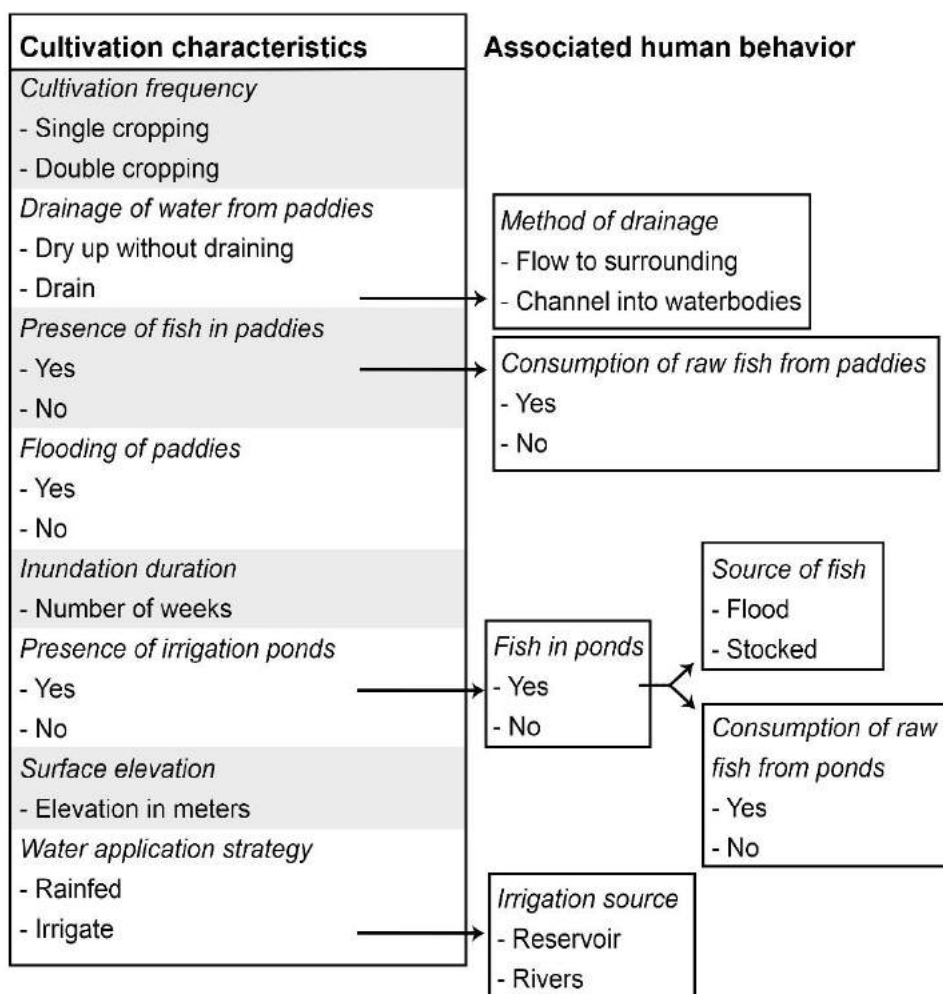 Cultivation characteristics
Associated human behavior
Cultivation frequency
- Single cropping
- Double cropping
Drainage of water from paddies
- Dry up without draining
- Drain
Method of drainage
- Flow to surrounding
- Channel into waterbodies
Presence of fish in paddies
- Yes
- No
Consumption of raw fish from paddies
- Yes
- No
Flooding of paddies
- Yes
- No
Inundation duration
- Number of weeks
Presence of irrigation ponds
- Yes
- No
Fish in ponds
- Yes
- No
Source of fish
- Flood
- Stocked
Consumption of raw
fish from ponds
- Yes
- No
Surface elevation
- Elevation in meters
Water application strategy
- Rainfed
- Irrigate
Irrigation source
- Reservoir
- Rivers